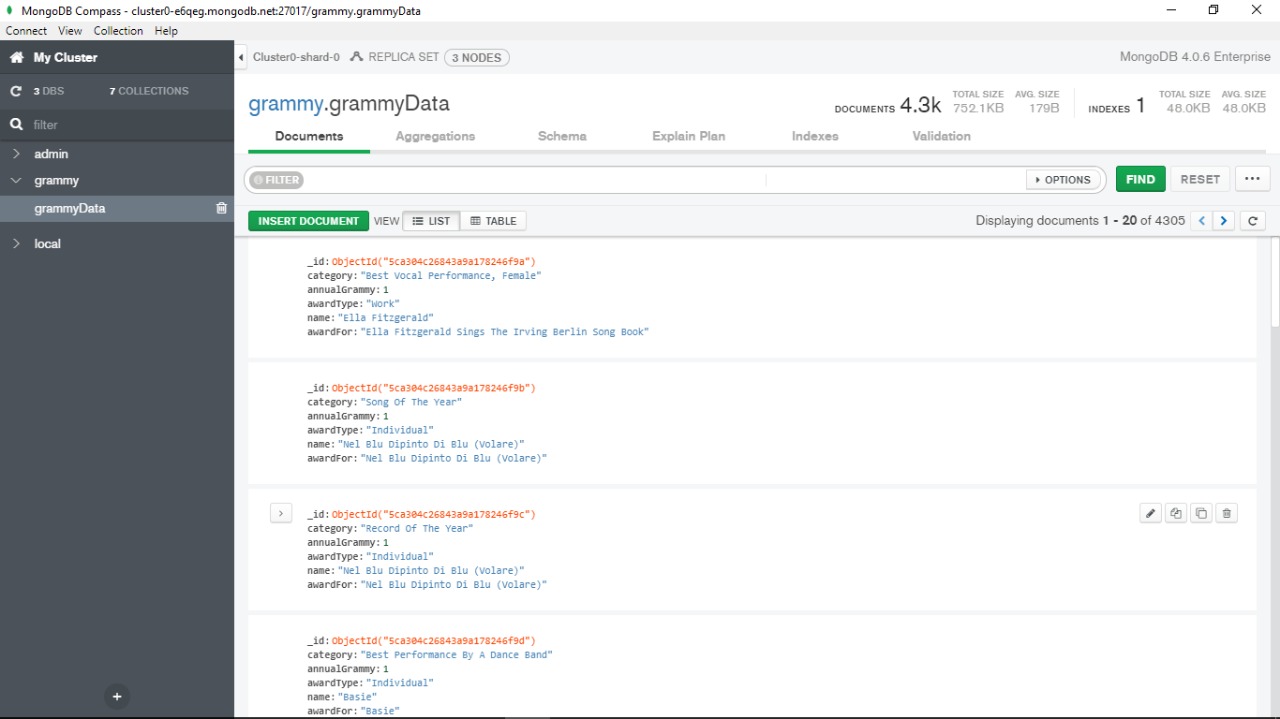 MongoDB Compass - cluster0-e6qeg.mongodb.net:27017/grammy.grammyData
Connect View Collection Help
My Cluster
Cluster0-shard-0 REPLICA SET 3 NODES
MongoDB 4.0.6 Enterprise
3 DBS 7 COLLECTIONS
filter
admin
grammy
grammyData
local
grammy.grammyData
DOCUMENTS 4.3k TOTAL SIZE 752.1KB AVG. SIZE 179B INDEXES 1 TOTAL SIZE 48.0KB AVG. SIZE 48.0KB
Documents Aggregations Schema Explain Plan Indexes Validation
FILTER OPTIONS FIND RESET
INSERT DOCUMENT VIEW LIST TABLE Displaying documents 1 - 20 of 4305
_id: ObjectId("5ca304c26843a9a178246f9a")
category: "Best Vocal Performance, Female"
annualGrammy: 1
awardType: "Work"
name: "Ella Fitzgerald"
awardFor: "Ella Fitzgerald Sings The Irving Berlin Song Book"
_id: ObjectId("5ca304c26843a9a178246f9b")
category: "Song Of The Year"
annualGrammy: 1
awardType: "Individual"
name: "Nel Blu Dipinto Di Blu (Volare)"
awardFor: "Nel Blu Dipinto Di Blu (Volare)"
_id: ObjectId("5ca304c26843a9a178246f9c")
category: "Record Of The Year"
annualGrammy: 1
awardType: "Individual"
name: "Nel Blu Dipinto Di Blu (Volare)"
awardFor: "Nel Blu Dipinto Di Blu (Volare)"
_id: ObjectId("5ca304c26843a9a178246f9d")
category: "Best Performance By A Dance Band"
annualGrammy: 1
awardType: "Individual"
name: "Basie"
awardFor: "Basie"